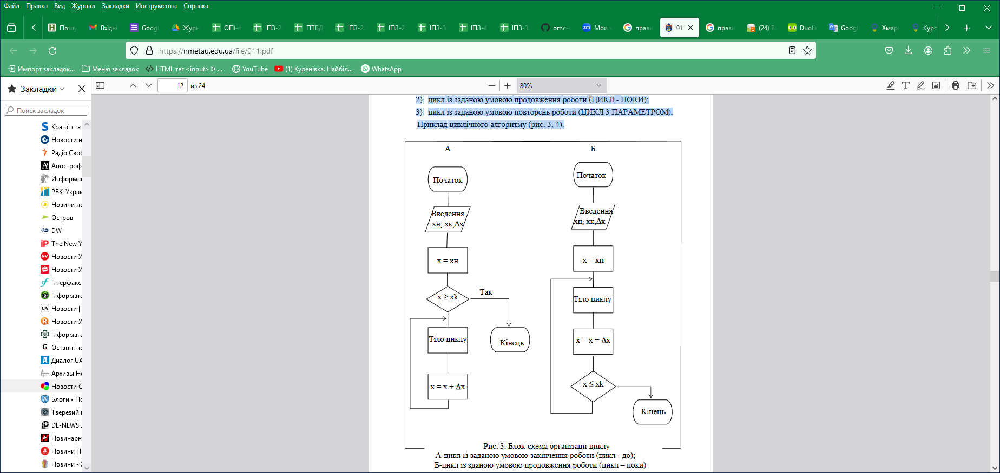 Файл Правка Вид Журнал Закладки Инструменты Справка
Пошу Вхідні Googl Журн ОПІ-4 ІПЗ-2 ПТБД ІПЗ-2 ІПЗ-2 ІПЗ-3 ІПЗ-4 ІПЗ-3 omc- Мои к прави 011 прави (24) В Duolin Googl Хмар Курс
https://nmetau.edu.ua/file/011.pdf
Импорт закладок... Меню закладок HTML тег <input> ᐅ ... YouTube (1) Куренівка. Найбіл... WhatsApp
Закладки
12 из 24
80%
Поиск закладок
Кращі стат
Новости н
Радіо Своб
Апостроф
Информац
РБК-Украи
Новини по
Остров
DW
The New Y
Новости У
Новости У
Інтерфакс-
Інформато
Новости |
Новости У
Інформаге
Останні но
Диалог.UA
Архивы Но
Новости С
Блоги • По
Тверезий п
DL-NEWS .
Новинарн
Новини | Н
Новини - Х
2) цикл із заданою умовою продовження роботи (ЦИКЛ - ПОКИ);
3) цикл із заданою умовою повторень роботи (ЦИКЛ З ПАРАМЕТРОМ).
Приклад циклічного алгоритму (рис. 3, 4).
А
Початок
Введення
хн, хк,Δх
х = хн
х ≥ хk
Так
Тіло циклу
Кінець
х = х + Δх
Б
Початок
Введення
хн, хк,Δх
х = хн
Тіло циклу
х = х + Δх
х ≤ хk
Кінець
Рис. 3. Блок-схема організації циклу
А-цикл із заданою умовою закінчення роботи (цикл - до);
Б-цикл із зданою умовою продовження роботи (цикл – поки)